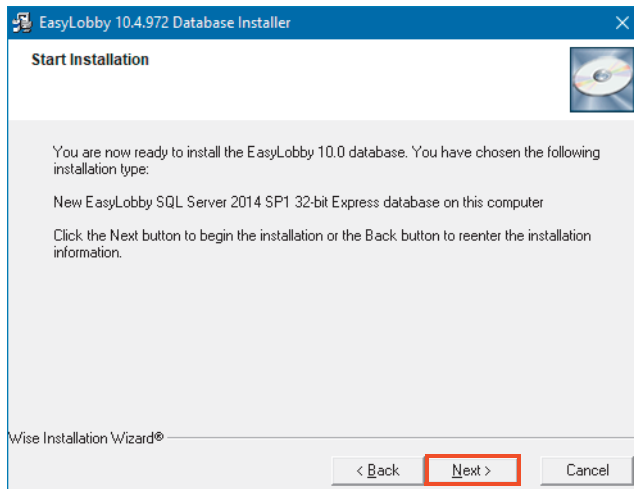 EasyLobby 10.4.972 Database Installer
Start Installation
You are now ready to install the EasyLobby 10.0 database. You have chosen the following
installation type:
New EasyLobby SQL Server 2014 SP1 32-bit Express database on this computer
Click the Next button to begin the installation or the Back button to reenter the installation
information.
Wise Installation Wizard®
< Back Next > Cancel